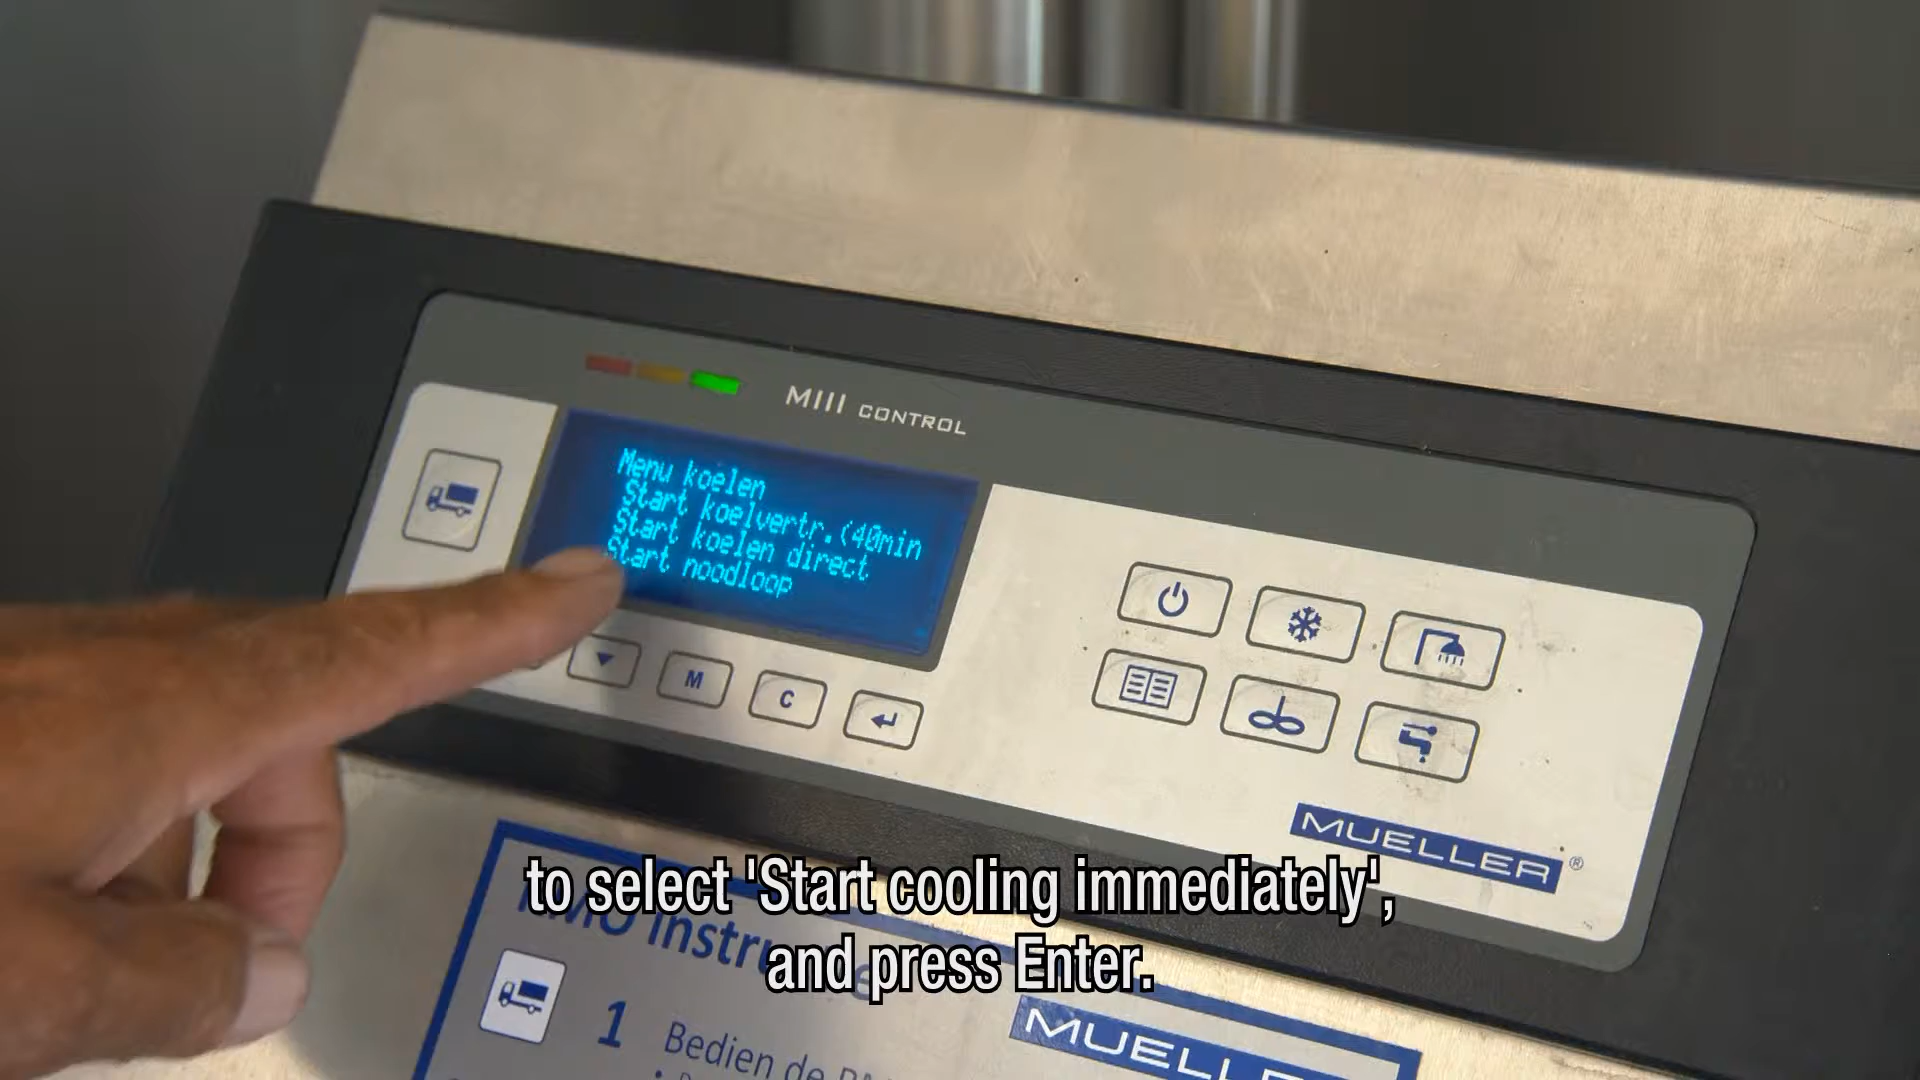 MIII CONTROL
Menu koelen
Start koelvertr.(40min
Start koelen direct
Start noodloop
M
C
MUELLER®
to select 'Start cooling immediately',
and press Enter.
1
Bedien de
MUELLER